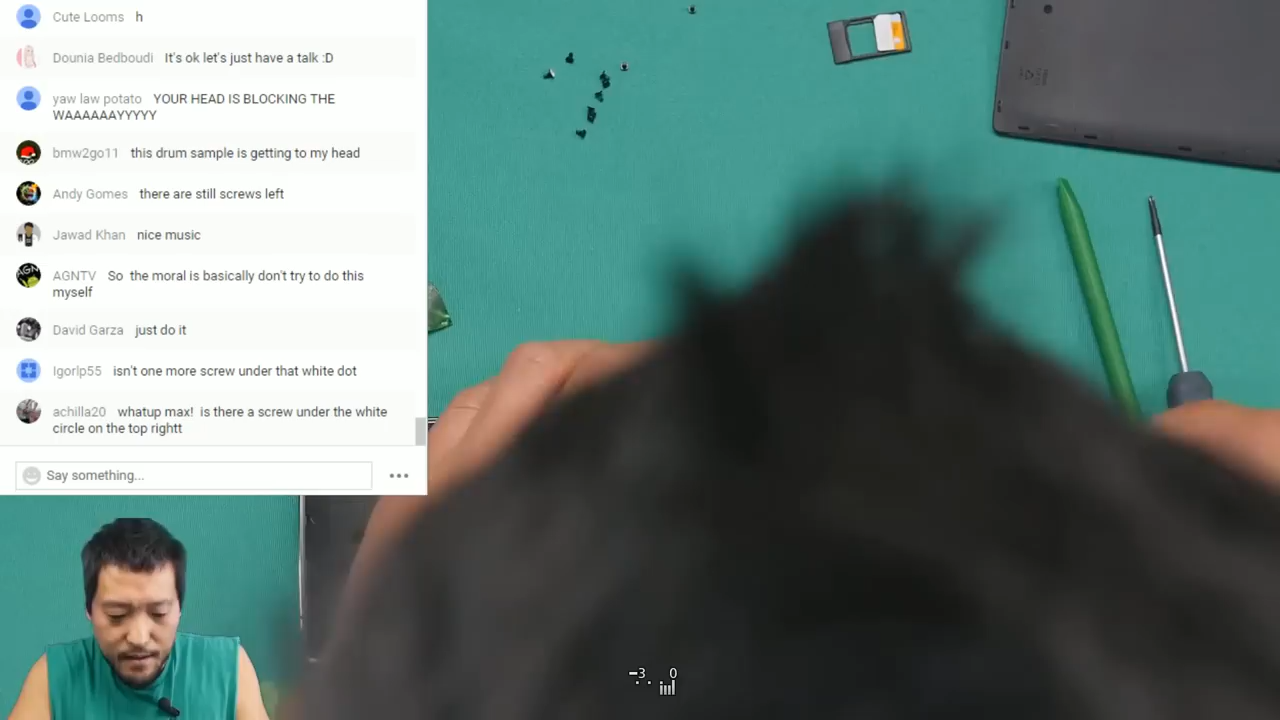 Cute Looms h
Dounia Bedboudi It's ok let's just have a talk :D
yaw law potato YOUR HEAD IS BLOCKING THE
WAAAAAAYYYYY
bmw2go11 this drum sample is getting to my head
Andy Gomes there are still screws left
Jawad Khan nice music
AGNTV So the moral is basically don't try to do this
myself
David Garza just do it
Igorlp55 isn't one more screw under that white dot
achilla20 whatup max! is there a screw under the white
circle on the top rightt
Say something...
-3 0